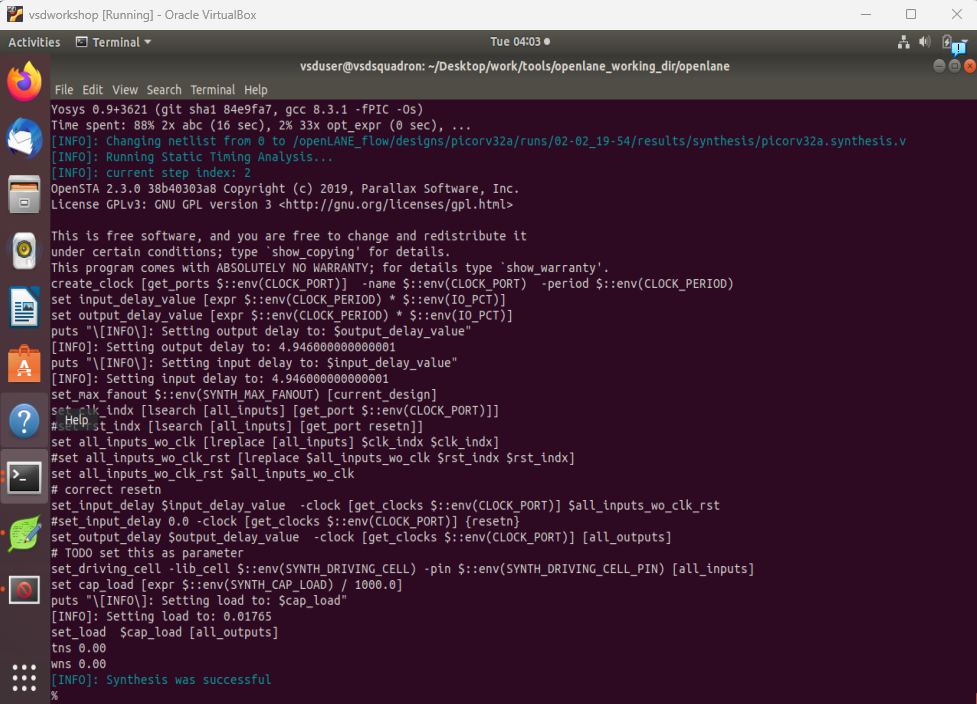 vsdworkshop [Running] - Oracle VirtualBox
Activities Terminal Tue 04:03
vsduser@vsdsquadron: ~/Desktop/work/tools/openlane_working_dir/openlane
File Edit View Search Terminal Help
Yosys 0.9+3621 (git sha1 84e9fa7, gcc 8.3.1 -fPIC -Os)
Time spent: 88% 2x abc (16 sec), 2% 33x opt_expr (0 sec), ...
[INFO]: Changing netlist from 0 to /openLANE_flow/designs/picorv32a/runs/02-02_19-54/results/synthesis/picorv32a.synthesis.v
[INFO]: Running Static Timing Analysis...
[INFO]: current step index: 2
OpenSTA 2.3.0 38b40303a8 Copyright (c) 2019, Parallax Software, Inc.
License GPLv3: GNU GPL version 3 <http://gnu.org/licenses/gpl.html>
This is free software, and you are free to change and redistribute it
under certain conditions; type `show_copying' for details.
This program comes with ABSOLUTELY NO WARRANTY; for details type `show_warranty'.
create_clock [get_ports $::env(CLOCK_PORT)]  -name $::env(CLOCK_PORT)  -period $::env(CLOCK_PERIOD)
set input_delay_value [expr $::env(CLOCK_PERIOD) * $::env(IO_PCT)]
set output_delay_value [expr $::env(CLOCK_PERIOD) * $::env(IO_PCT)]
puts "\[INFO\]: Setting output delay to: $output_delay_value"
[INFO]: Setting output delay to: 4.946000000000001
puts "\[INFO\]: Setting input delay to: $input_delay_value"
[INFO]: Setting input delay to: 4.946000000000001
set_max_fanout $::env(SYNTH_MAX_FANOUT) [current_design]
set clk_indx [lsearch [all_inputs] [get_port $::env(CLOCK_PORT)]]
Help
#set rst_indx [lsearch [all_inputs] [get_port resetn]]
set all_inputs_wo_clk [lreplace [all_inputs] $clk_indx $clk_indx]
#set all_inputs_wo_clk_rst [lreplace $all_inputs_wo_clk $rst_indx $rst_indx]
set all_inputs_wo_clk_rst $all_inputs_wo_clk
# correct resetn
set_input_delay $input_delay_value  -clock [get_clocks $::env(CLOCK_PORT)] $all_inputs_wo_clk_rst
#set_input_delay 0.0 -clock [get_clocks $::env(CLOCK_PORT)] {resetn}
set_output_delay $output_delay_value  -clock [get_clocks $::env(CLOCK_PORT)] [all_outputs]
# TODO set this as parameter
set_driving_cell -lib_cell $::env(SYNTH_DRIVING_CELL) -pin $::env(SYNTH_DRIVING_CELL_PIN) [all_inputs]
set cap_load [expr $::env(SYNTH_CAP_LOAD) / 1000.0]
puts "\[INFO\]: Setting load to: $cap_load"
[INFO]: Setting load to: 0.01765
set_load  $cap_load [all_outputs]
tns 0.00
wns 0.00
[INFO]: Synthesis was successful
%